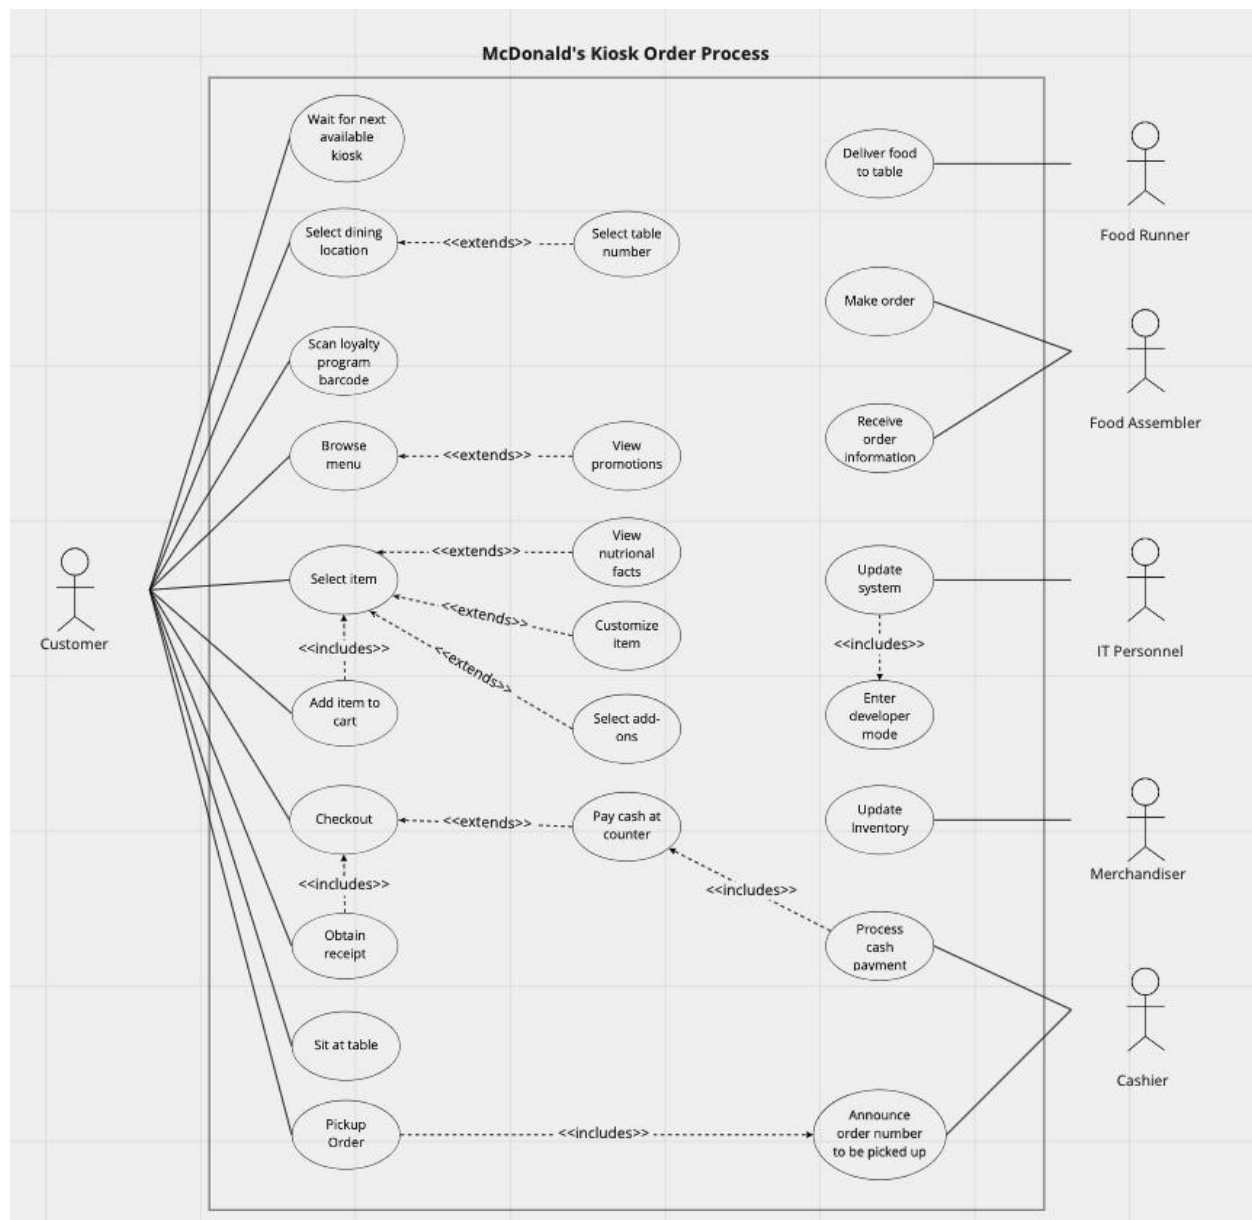 McDonald's Kiosk Order Process
Wait for next
available
kiosk
Deliver food
to table
Food Runner
Select dining
location
<<extends>>
Select table
number
Make order
Scan loyalty
program
barcode
Food Assembler
Receive
order
information
Browse
menu
<<extends>>
View
promotions
View
nutrional
facts
<<extends>>
Select item
Update
system
IT Personnel
Customer
<<extends>>
Customize
item
<<includes>>
<<extends>>
<<includes>>
Add item to
cart
Select add-
ons
Enter
developer
mode
Checkout
<<extends>>
Pay cash at
counter
Update
Inventory
Merchandiser
<<includes>>
<<includes>>
Obtain
receipt
Process
cash
payment
Sit at table
Cashier
Pickup
Order
<<includes>>
Announce
order number
to be picked up